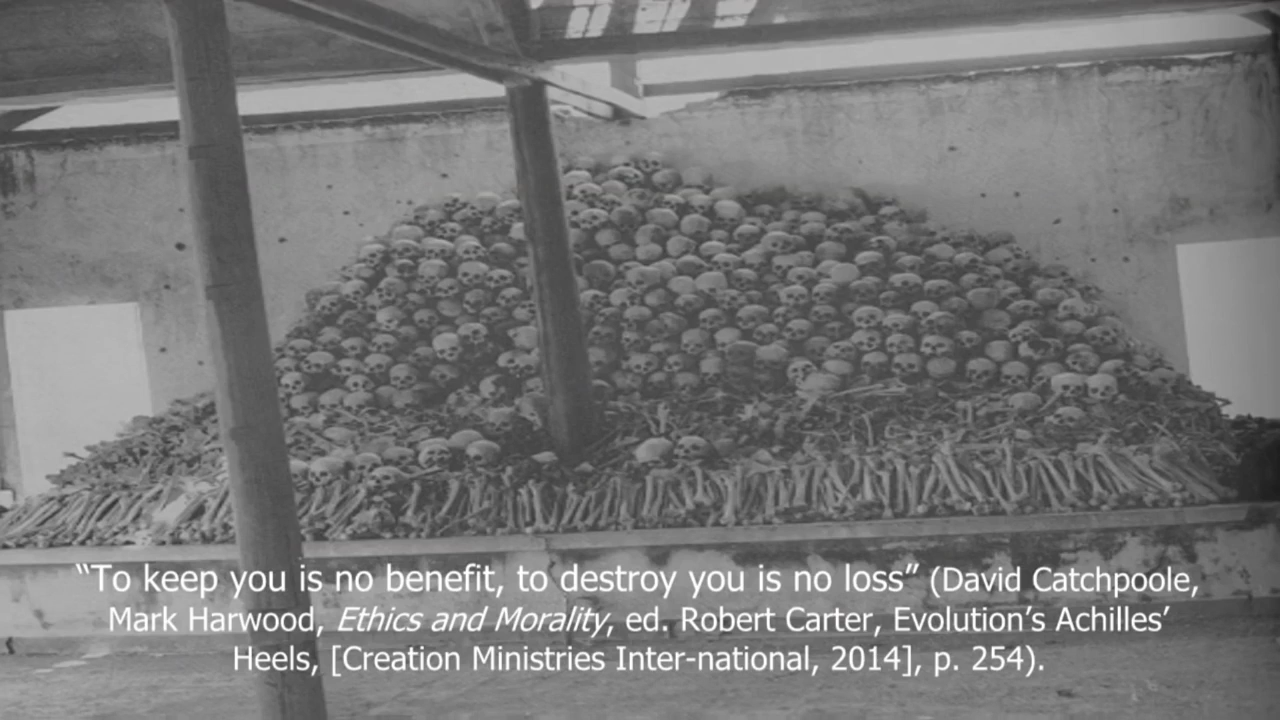 “To keep you is no benefit, to destroy you is no loss” (David Catchpoole,
Mark Harwood, Ethics and Morality, ed. Robert Carter, Evolution’s Achilles’
Heels, [Creation Ministries Inter-national, 2014], p. 254).